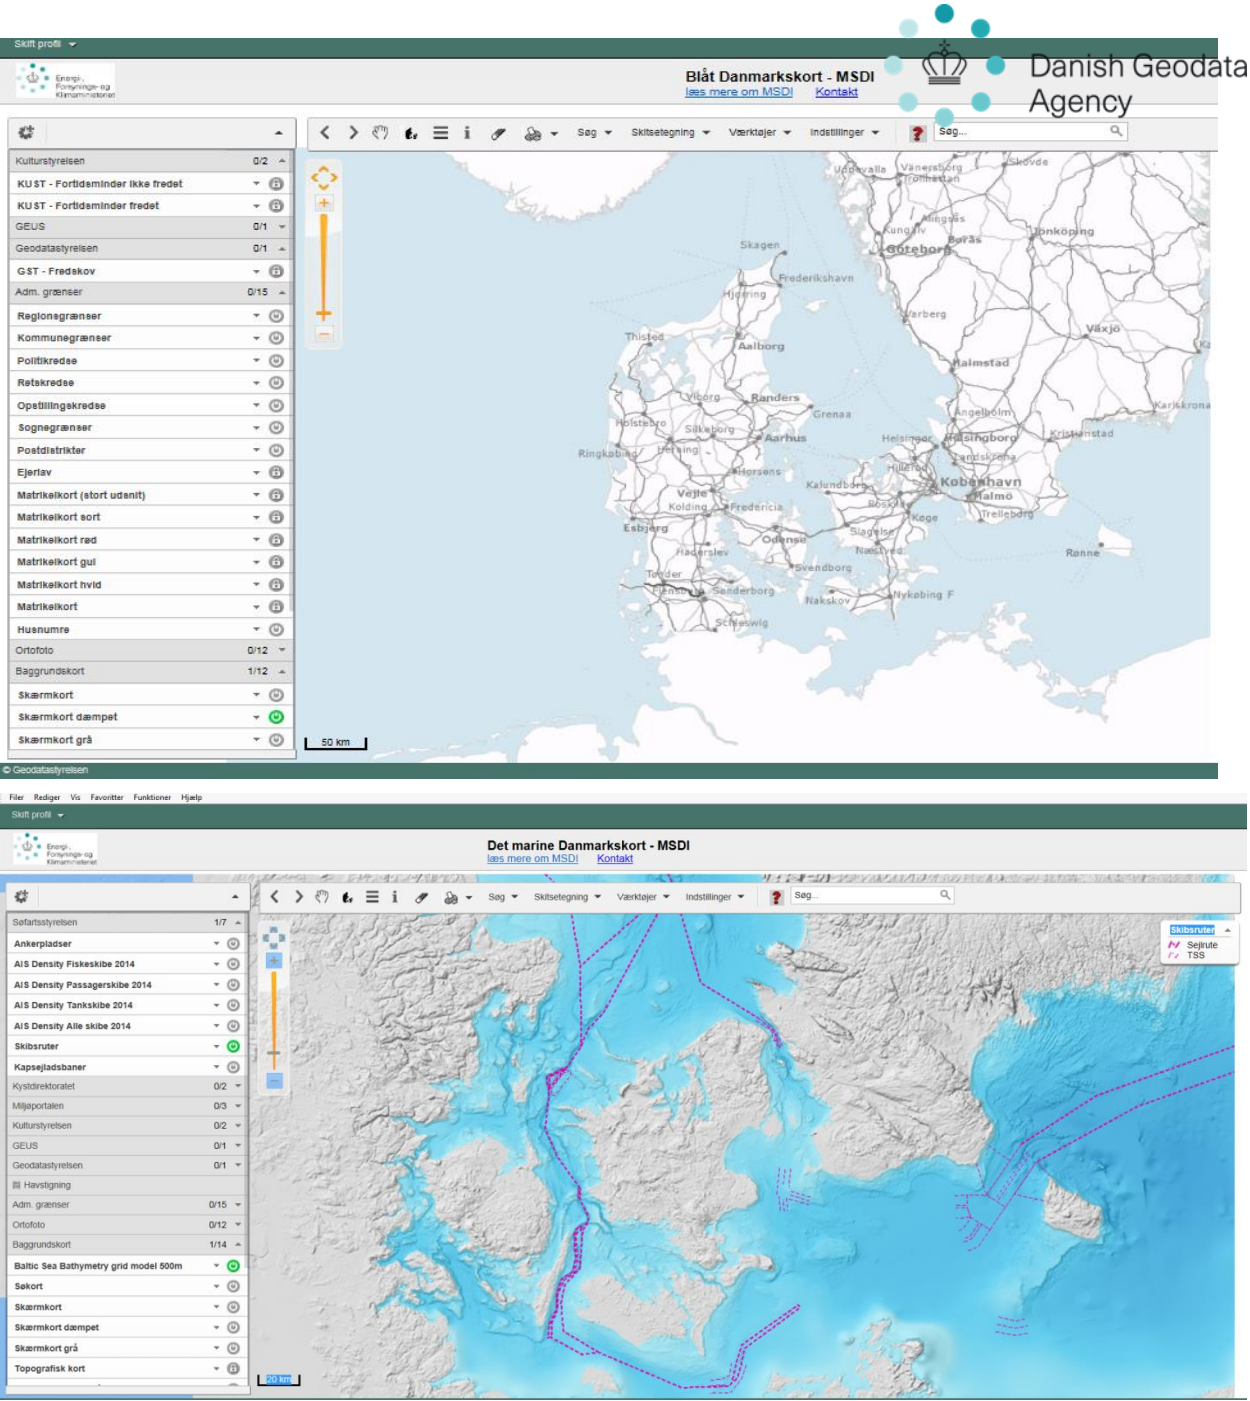 Skift profil
Danish Geodata
Agency
Energi-,
Forsynings- og
Klimaministeriet
Blåt Danmarkskort - MSDI
læs mere om MSDI Kontakt
Søg Skitsetegning Værktøjer Indstillinger ? Søg...
Kulturstyrelsen 0/2
KUST - Fortidsminder ikke fredet
KUST - Fortidsminder fredet
GEUS 0/1
Geodatastyrelsen 0/1
GST - Fredskov
Adm. grænser 0/15
Regionsgrænser
Kommunegrænser
Politikredse
Retskredse
Opstillingskredse
Sognegrænser
Postdistrikter
Ejerlav
Matrikelkort (stort udsnit)
Matrikelkort sort
Matrikelkort rød
Matrikelkort gul
Matrikelkort hvid
Matrikelkort
Husnumre
Ortofoto 0/12
Baggrundskort 1/12
Skærmkort
Skærmkort dæmpet
Skærmkort grå
Uddevalla
Vänersborg
Trollhättan
Skövde
Alingsås
Kungälv
Borås
Göteborg
Jönköping
Skagen
Frederikshavn
Hjørring
Varberg
Växjö
Thisted
Aalborg
Halmstad
Viborg
Randers
Grenaa
Ängelholm
Karlskrona
Holstebro
Silkeborg
Aarhus
Helsingør
Helsingborg
Kristianstad
Ringkøbing
Herning
Landskrona
Horsens
Hillerød
Kalundborg
København
Vejle
Malmö
Kolding
Fredericia
Roskilde
Køge
Trelleborg
Esbjerg
Odense
Slagelse
Haderslev
Næstved
Rønne
Svendborg
Tønder
Flensburg
Sønderborg
Nakskov
Nykøbing F
Schleswig
50 km
© Geodatastyrelsen
Filer Rediger Vis Favoritter Funktioner Hjælp
Skift profil
Energi-,
Forsynings- og
Klimaministeriet
Det marine Danmarkskort - MSDI
læs mere om MSDI Kontakt
Søg Skitsetegning Værktøjer Indstillinger ? Søg...
Søfartsstyrelsen 1/7
Ankerpladser
AIS Density Fiskeskibe 2014
AIS Density Passagerskibe 2014
AIS Density Tankskibe 2014
AIS Density Alle skibe 2014
Skibsruter
Kapsejladsbaner
Kystdirektoratet 0/2
Miljøportalen 0/3
Kulturstyrelsen 0/2
GEUS 0/1
Geodatastyrelsen 0/1
Havstigning
Adm. grænser 0/15
Ortofoto 0/12
Baggrundskort 1/14
Baltic Sea Bathymetry grid model 500m
Søkort
Skærmkort
Skærmkort dæmpet
Skærmkort grå
Topografisk kort
Skibsruter
Sejlrute
TSS
20 km